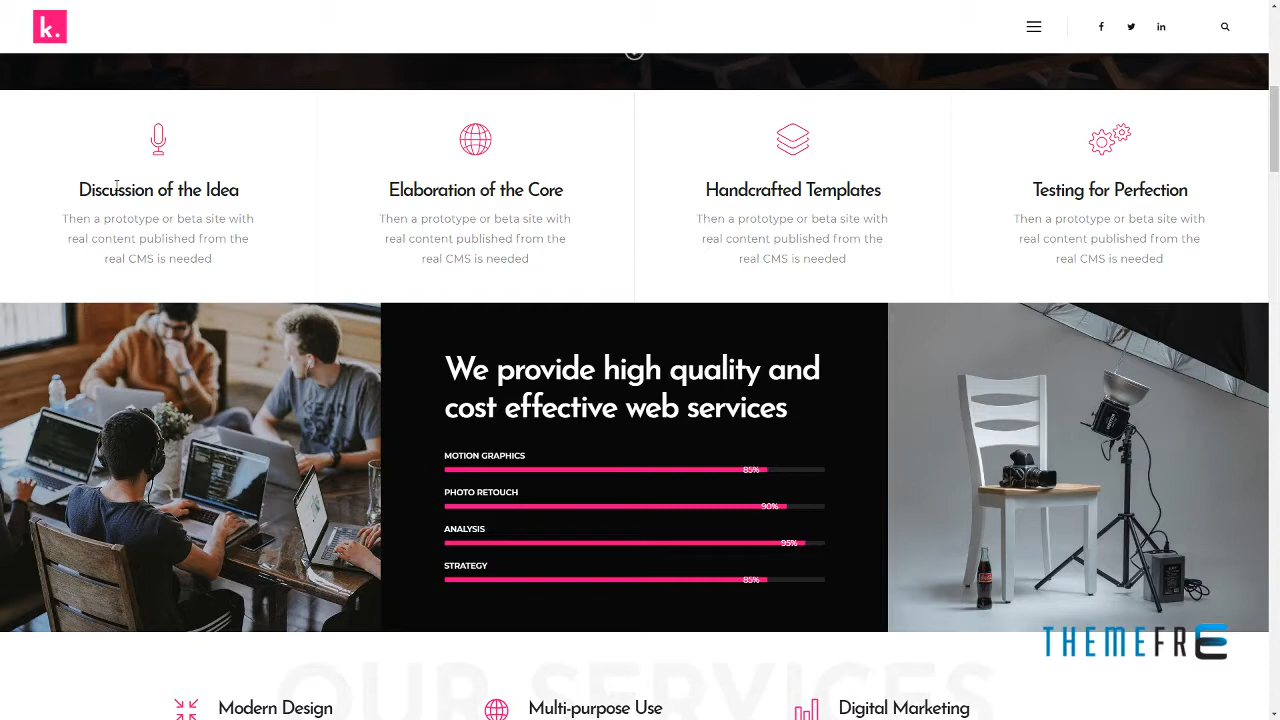 k.
Discussion of the Idea
Then a prototype or beta site with
real content published from the
real CMS is needed
Elaboration of the Core
Then a prototype or beta site with
real content published from the
real CMS is needed
Handcrafted Templates
Then a prototype or beta site with
real content published from the
real CMS is needed
Testing for Perfection
Then a prototype or beta site with
real content published from the
real CMS is needed
We provide high quality and
cost effective web services
MOTION GRAPHICS
85%
PHOTO RETOUCH
90%
ANALYSIS
95%
STRATEGY
85%
THEMEFRE
OUR SERVICES
Modern Design
Multi-purpose Use
Digital Marketing